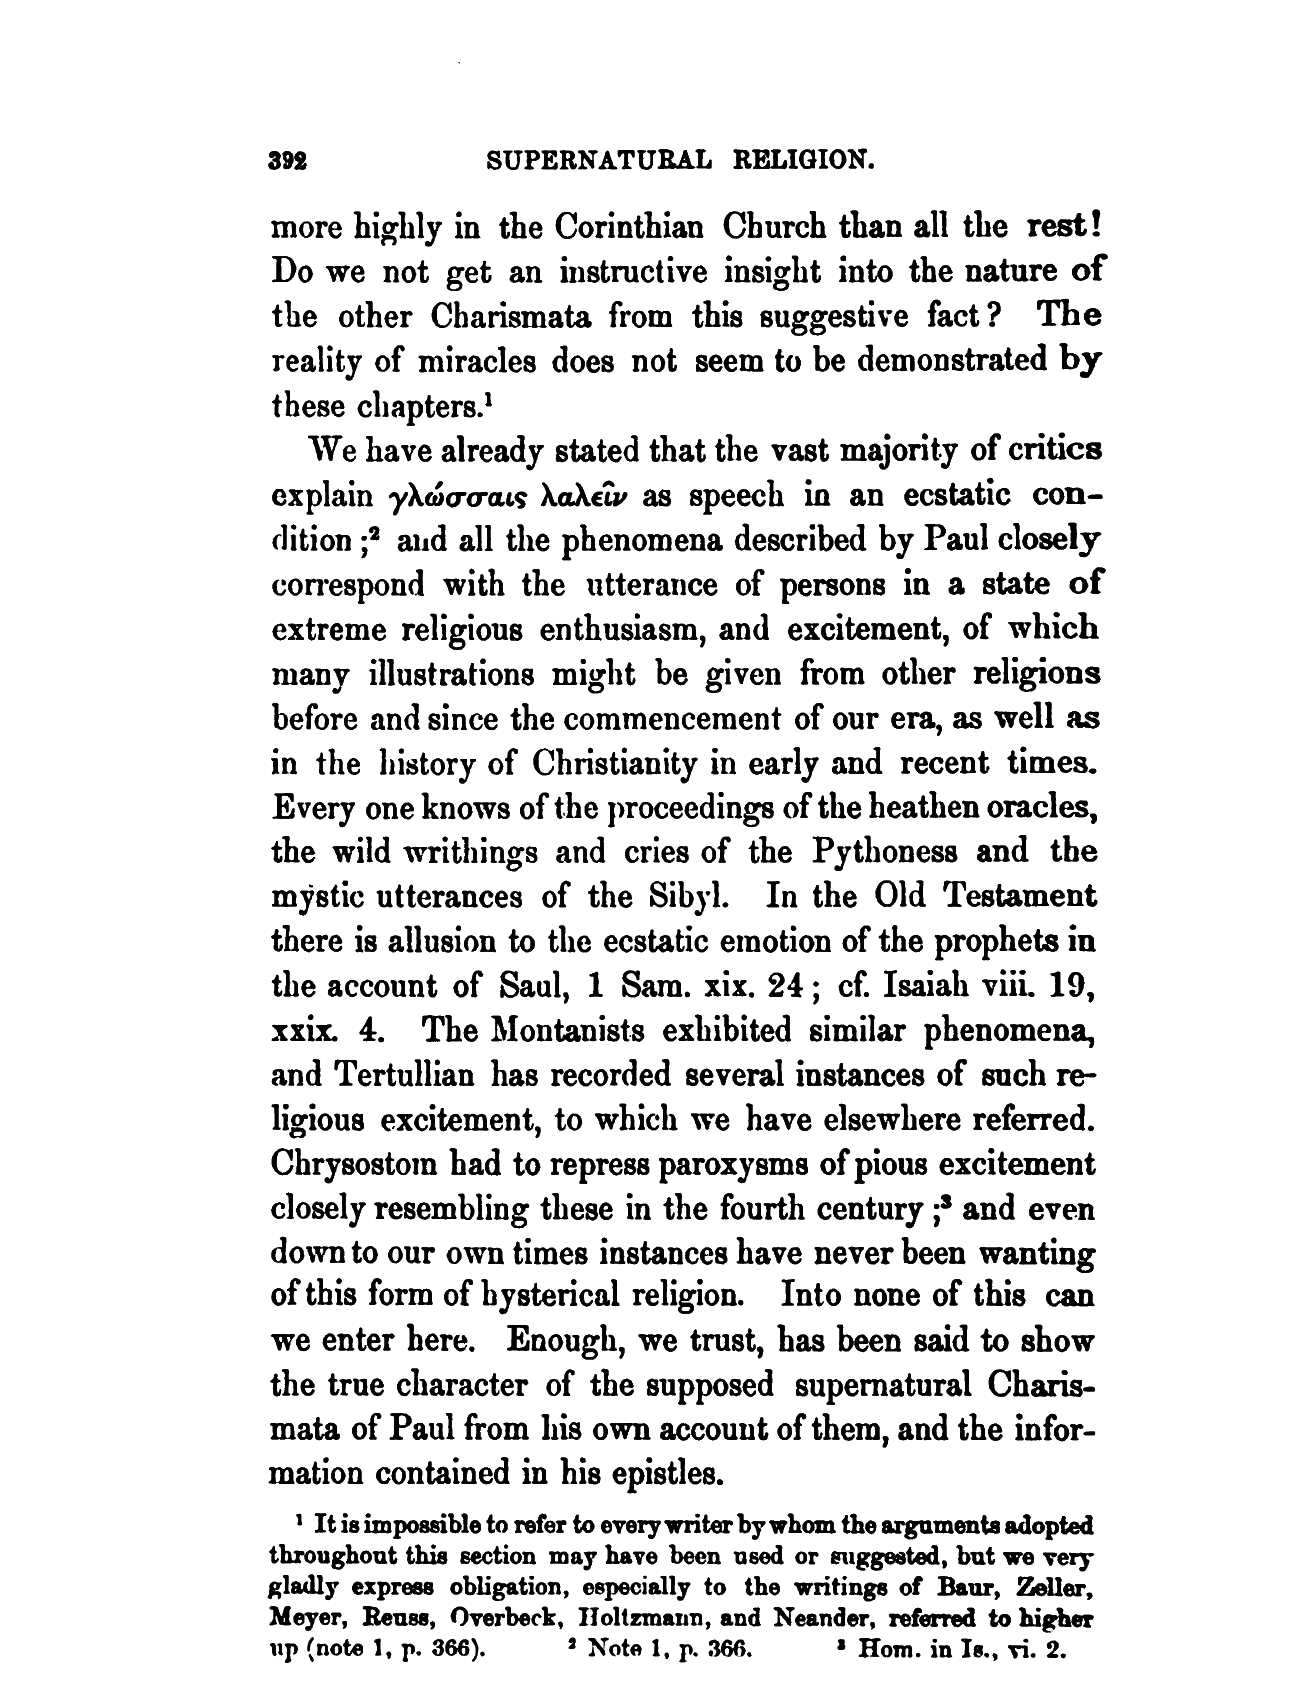 392 SUPERNATURAL RELIGION.
more highly in the Corinthian Church than all the rest!
Do we not get an instructive insight into the nature of
the other Charismata from this suggestive fact? The
reality of miracles does not seem to be demonstrated by
these chapters.¹
We have already stated that the vast majority of critics
explain γλώσσαις λαλεῖν as speech in an ecstatic con-
dition;² and all the phenomena described by Paul closely
correspond with the utterance of persons in a state of
extreme religious enthusiasm, and excitement, of which
many illustrations might be given from other religions
before and since the commencement of our era, as well as
in the history of Christianity in early and recent times.
Every one knows of the proceedings of the heathen oracles,
the wild writhings and cries of the Pythoness and the
mystic utterances of the Sibyl. In the Old Testament
there is allusion to the ecstatic emotion of the prophets in
the account of Saul, 1 Sam. xix. 24; cf. Isaiah viii. 19,
xxix. 4. The Montanists exhibited similar phenomena,
and Tertullian has recorded several instances of such re-
ligious excitement, to which we have elsewhere referred.
Chrysostom had to repress paroxysms of pious excitement
closely resembling these in the fourth century;³ and even
down to our own times instances have never been wanting
of this form of hysterical religion. Into none of this can
we enter here. Enough, we trust, has been said to show
the true character of the supposed supernatural Charis-
mata of Paul from his own account of them, and the infor-
mation contained in his epistles.
¹ It is impossible to refer to every writer by whom the arguments adopted
throughout this section may have been used or suggested, but we very
gladly express obligation, especially to the writings of Baur, Zeller,
Meyer, Reuss, Overbeck, Holtzmann, and Neander, referred to higher
up (note 1, p. 366). ² Note 1, p. 366. ³ Hom. in Is., vi. 2.